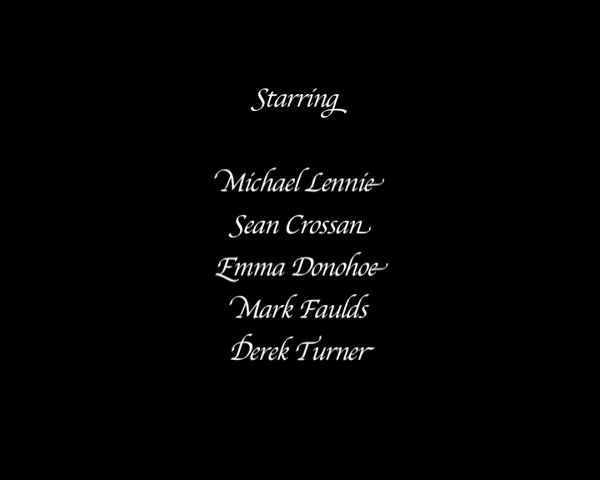 Starring
Michael Lennie
Sean Crossan
Emma Donohoe
Mark Faulds
Derek Turner